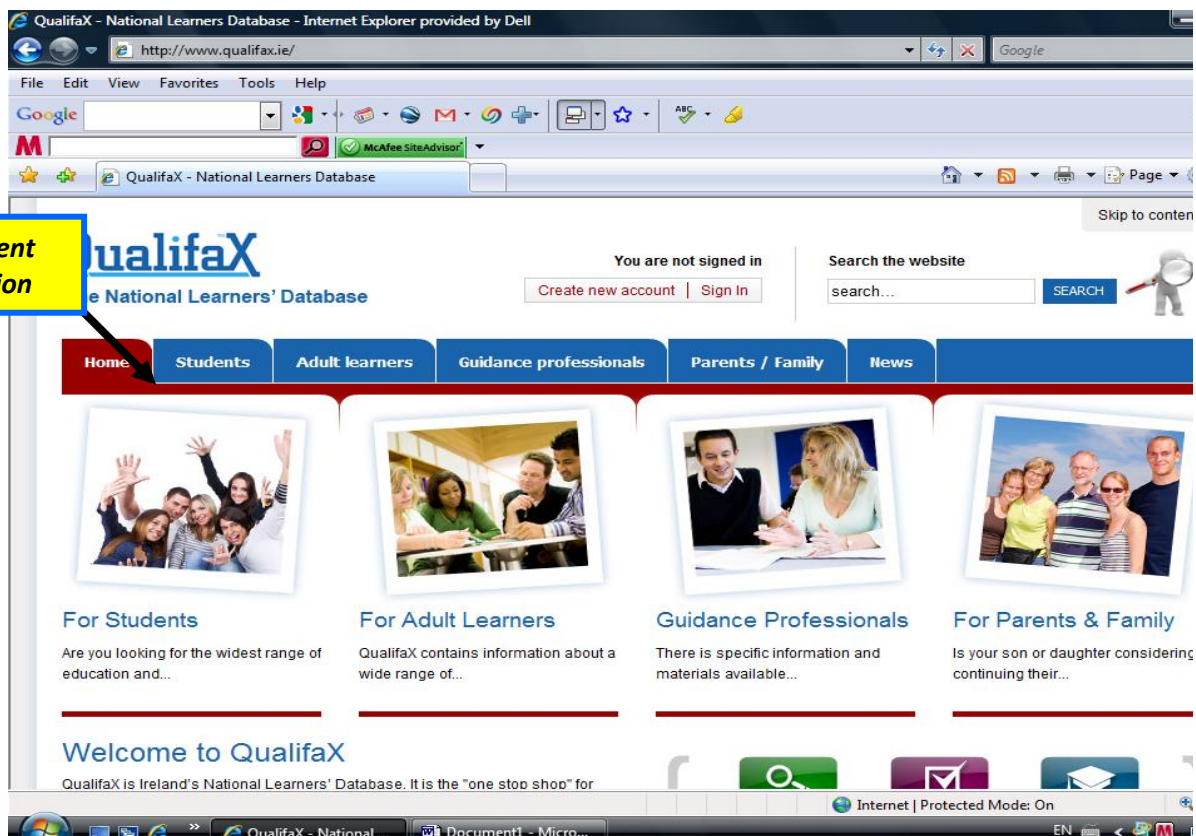 QualifaX - National Learners Database - Internet Explorer provided by Dell
http://www.qualifax.ie/
Google
File Edit View Favorites Tools Help
Google
ABC
M
McAfee SiteAdvisor
QualifaX - National Learners Database
Page
Skip to conten
ent
ion
ualifaX
e National Learners' Database
You are not signed in
Create new account | Sign In
Search the website
search...
SEARCH
Home Students Adult learners Guidance professionals Parents / Family News
For Students
Are you looking for the widest range of
education and...
For Adult Learners
QualifaX contains information about a
wide range of...
Guidance Professionals
There is specific information and
materials available...
For Parents & Family
Is your son or daughter considering
continuing their...
Welcome to QualifaX
QualifaX is Ireland's National Learners' Database. It is the "one stop shop" for
Internet | Protected Mode: On
QualifaX - National ...
Document1 - Micro...
EN